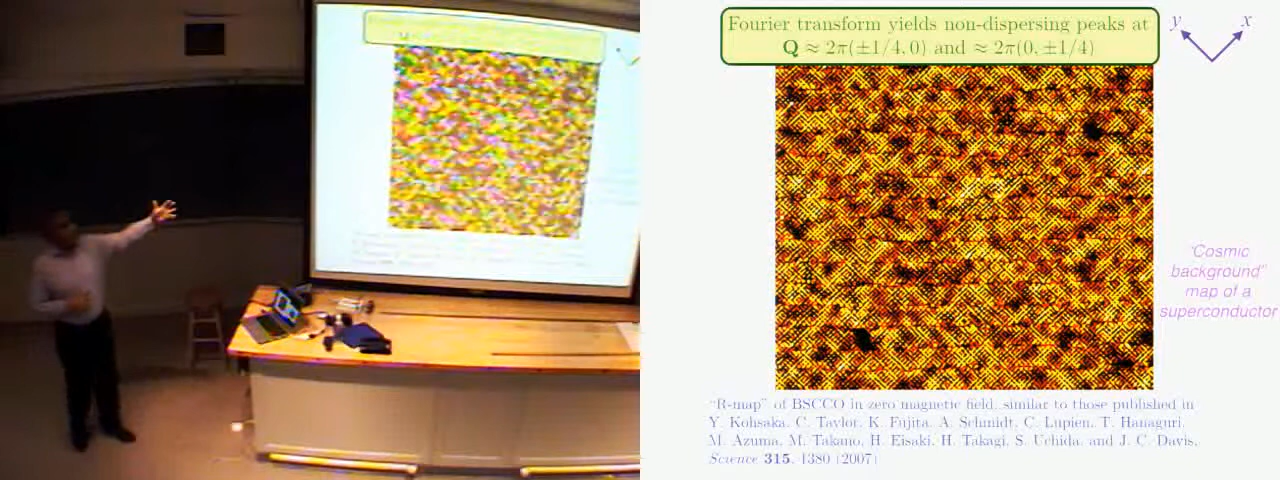 Fourier transform yields non-dispersing peaks at
Q ≈ 2π(±1/4, 0) and ≈ 2π(0, ±1/4)
y x
"Cosmic
background"
map of a
superconductor
"R-map" of BSCCO in zero magnetic field, similar to those published in
Y. Kohsaka, C. Taylor, K. Fujita, A. Schmidt, C. Lupien, T. Hanaguri,
M. Azuma, M. Takano, H. Eisaki, H. Takagi, S. Uchida, and J. C. Davis,
Science 315, 1380 (2007)